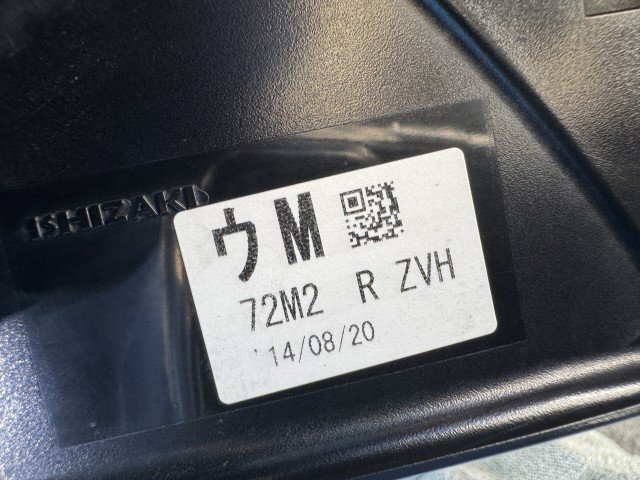 ISHIZAKI
ウM
72M2 R ZVH
'14/08/20